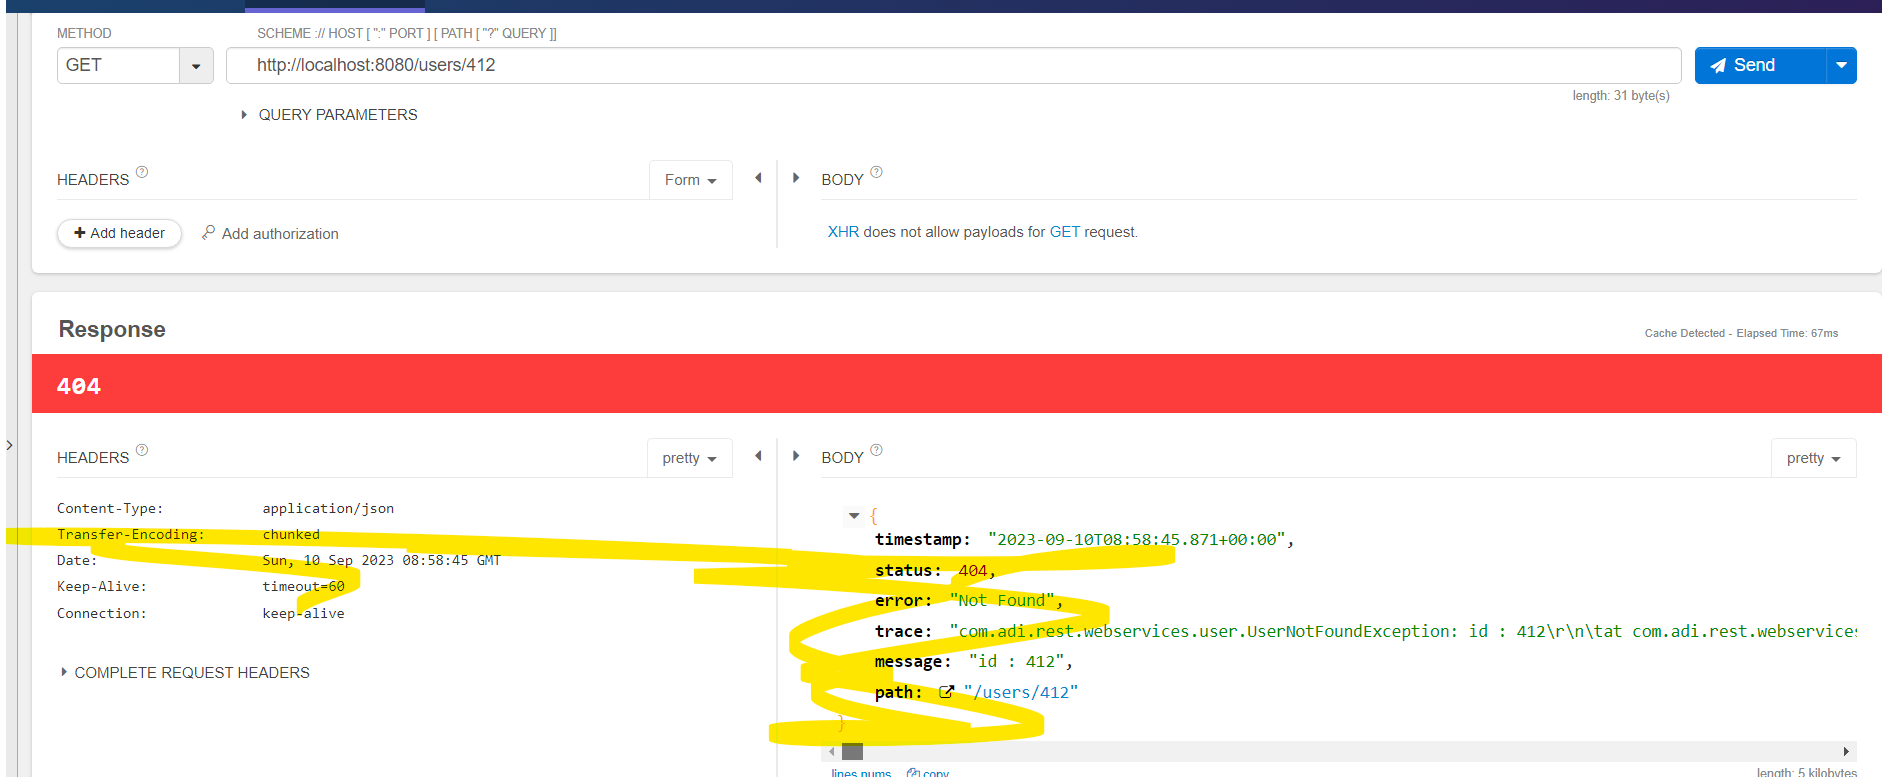 METHOD
SCHEME :// HOST [ ":" PORT ] [ PATH [ "?" QUERY ]]
GET
http://localhost:8080/users/412
Send
length: 31 byte(s)
QUERY PARAMETERS
HEADERS ?
Form
BODY ?
Add header
Add authorization
XHR does not allow payloads for GET request.
Response
Cache Detected - Elapsed Time: 67ms
404
HEADERS ?
pretty
BODY ?
pretty
Content-Type: application/json
Transfer-Encoding: chunked
Date: Sun, 10 Sep 2023 08:58:45 GMT
Keep-Alive: timeout=60
Connection: keep-alive
COMPLETE REQUEST HEADERS
{
timestamp: "2023-09-10T08:58:45.871+00:00",
status: 404,
error: "Not Found",
trace: "com.adi.rest.webservices.user.UserNotFoundException: id : 412\r\n\tat com.adi.rest.webservices
message: "id : 412",
path: "/users/412"
}
lines nums copy
length: 5 kilobytes